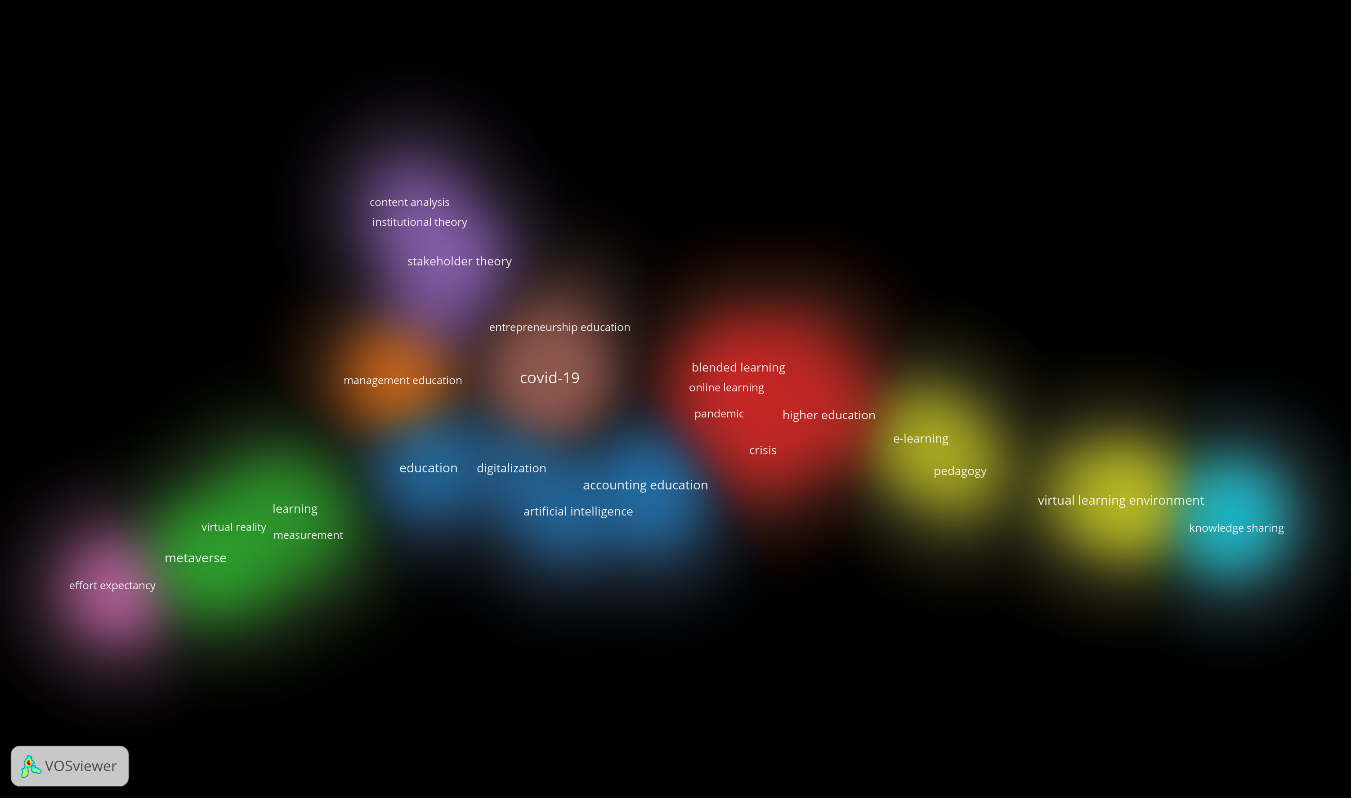 content analysis
institutional theory
stakeholder theory
entrepreneurship education
blended learning
covid-19
management education
online learning
pandemic
higher education
e-learning
crisis
education
digitalization
pedagogy
accounting education
virtual learning environment
learning
artificial intelligence
virtual reality
knowledge sharing
measurement
metaverse
effort expectancy
VOSviewer